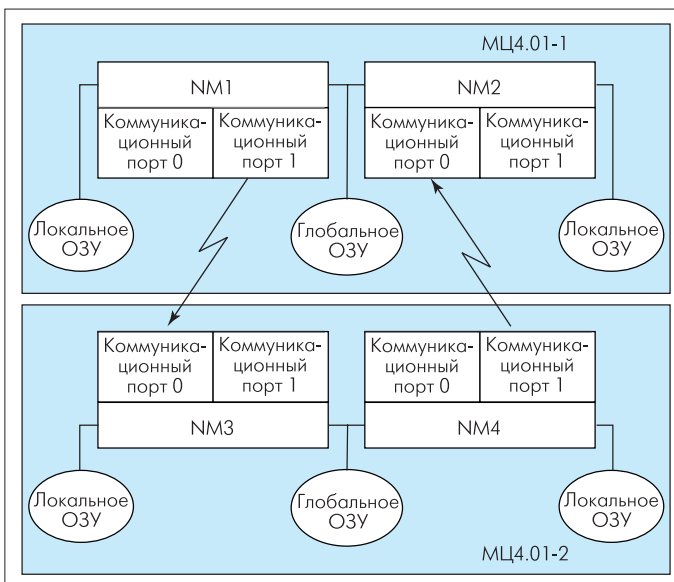 МЦ4.01-1
NM1
NM2
Коммуника-
ционный
порт 0
Коммуника-
ционный
порт 1
Коммуника-
ционный
порт 0
Коммуника-
ционный
порт 1
Локальное
ОЗУ
Глобальное
ОЗУ
Локальное
ОЗУ
Коммуника-
ционный
порт 0
Коммуника-
ционный
порт 1
Коммуника-
ционный
порт 0
Коммуника-
ционный
порт 1
NM3
NM4
Локальное
ОЗУ
Глобальное
ОЗУ
Локальное
ОЗУ
МЦ4.01-2